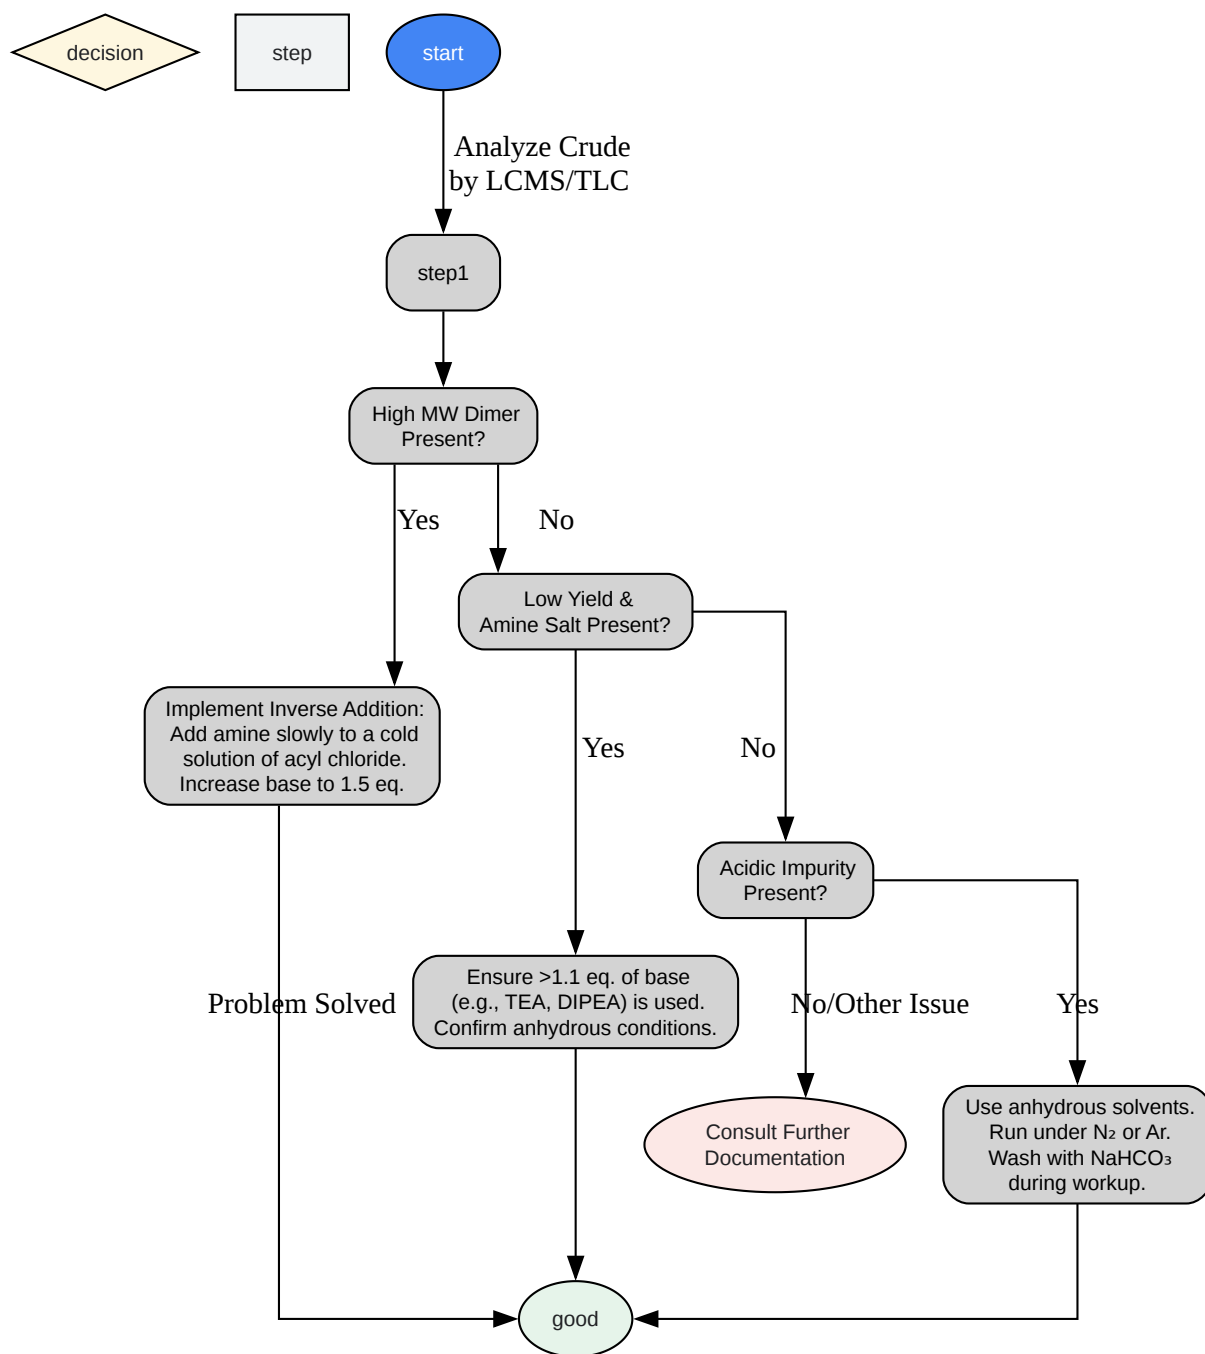 decision
step
start
Analyze Crude
by LCMS/TLC
step1
High MW Dimer
Present?
Yes
No
Low Yield &
Amine Salt Present?
Implement Inverse Addition:
Add amine slowly to a cold
solution of acyl chloride.
Increase base to 1.5 eq.
Yes
No
Acidic Impurity
Present?
Problem Solved
Ensure >1.1 eq. of base
(e.g., TEA, DIPEA) is used.
Confirm anhydrous conditions.
No/Other Issue
Yes
Consult Further
Documentation
Use anhydrous solvents.
Run under N₂ or Ar.
Wash with NaHCO₃
during workup.
good